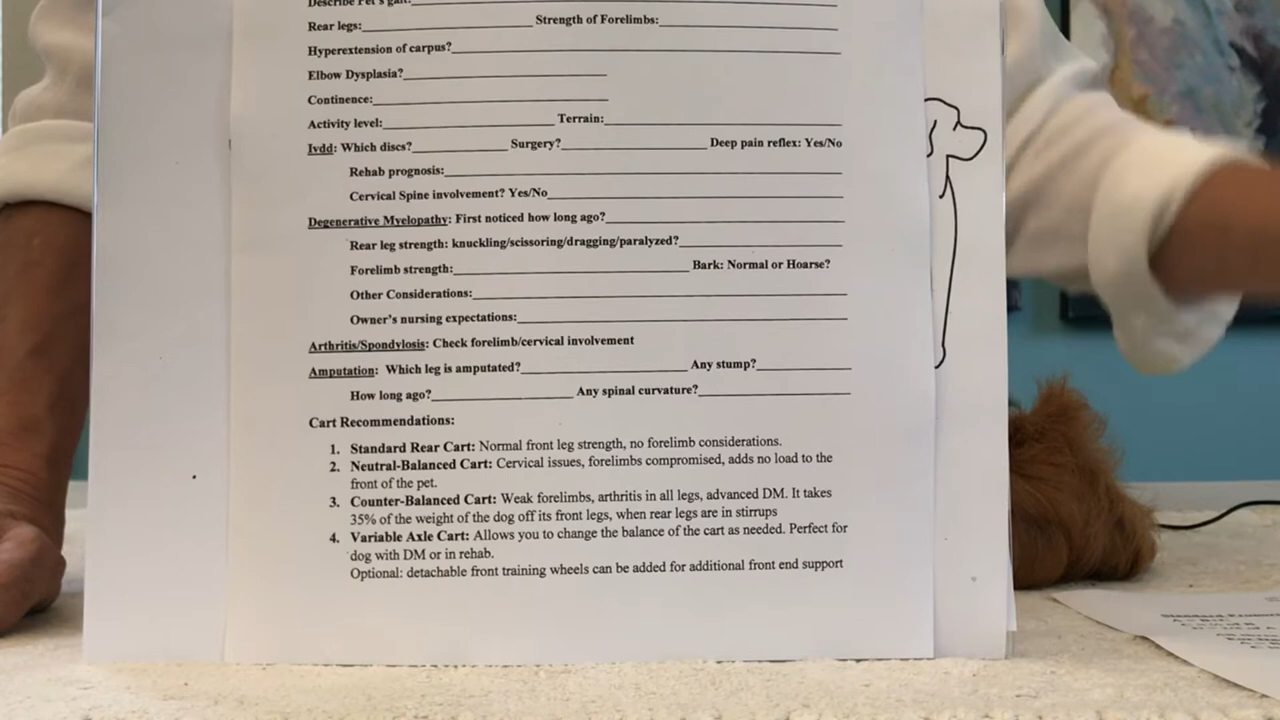 Describe Pet's gait:
Rear legs: Strength of Forelimbs:
Hyperextension of carpus?
Elbow Dysplasia?
Continence:
Activity level: Terrain:
Ivdd: Which discs? Surgery? Deep pain reflex: Yes/No
Rehab prognosis:
Cervical Spine involvement? Yes/No
Degenerative Myelopathy: First noticed how long ago?
Rear leg strength: knuckling/scissoring/dragging/paralyzed?
Forelimb strength: Bark: Normal or Hoarse?
Other Considerations:
Owner's nursing expectations:
Arthritis/Spondylosis: Check forelimb/cervical involvement
Amputation: Which leg is amputated? Any stump?
How long ago? Any spinal curvature?
Cart Recommendations:
1. Standard Rear Cart: Normal front leg strength, no forelimb considerations.
2. Neutral-Balanced Cart: Cervical issues, forelimbs compromised, adds no load to the
front of the pet.
3. Counter-Balanced Cart: Weak forelimbs, arthritis in all legs, advanced DM. It takes
35% of the weight of the dog off its front legs, when rear legs are in stirrups
4. Variable Axle Cart: Allows you to change the balance of the cart as needed. Perfect for
dog with DM or in rehab.
Optional: detachable front training wheels can be added for additional front end support